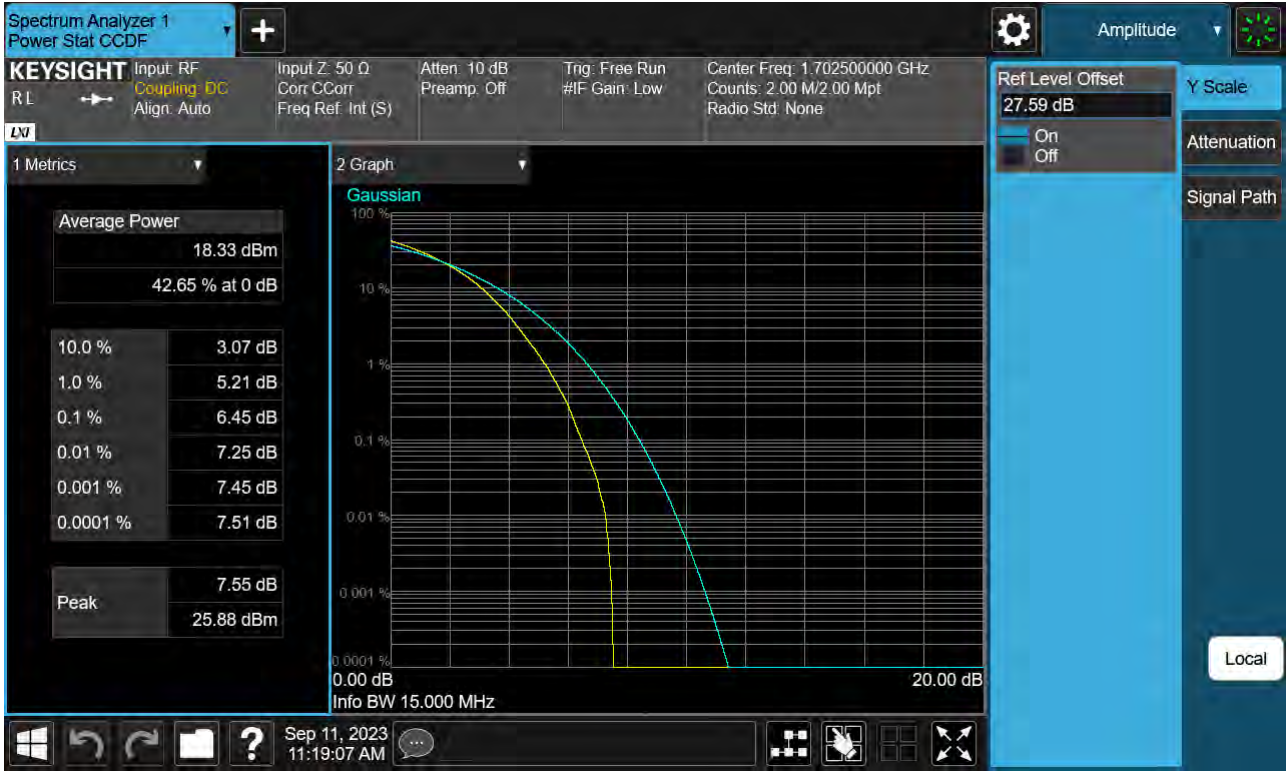 Spectrum Analyzer 1
Power Stat CCDF
+
Amplitude
KEYSIGHT
R L
LXI
Input: RF
Coupling: DC
Align: Auto
Input Z: 50 Ω
Corr CCorr
Freq Ref: Int (S)
Atten: 10 dB
Preamp: Off
Trig: Free Run
#IF Gain: Low
Center Freq: 1.702500000 GHz
Counts: 2.00 M/2.00 Mpt
Radio Std: None
Ref Level Offset
27.59 dB
On
Off
Y Scale
Attenuation
Signal Path
Local
1 Metrics
Average Power
18.33 dBm
42.65 % at 0 dB
10.0 % 3.07 dB
1.0 % 5.21 dB
0.1 % 6.45 dB
0.01 % 7.25 dB
0.001 % 7.45 dB
0.0001 % 7.51 dB
Peak
7.55 dB
25.88 dBm
2 Graph
Gaussian
100 %
10 %
1 %
0.1 %
0.01 %
0.001 %
0.0001 %
0.00 dB 20.00 dB
Info BW 15.000 MHz
?
Sep 11, 2023
11:19:07 AM